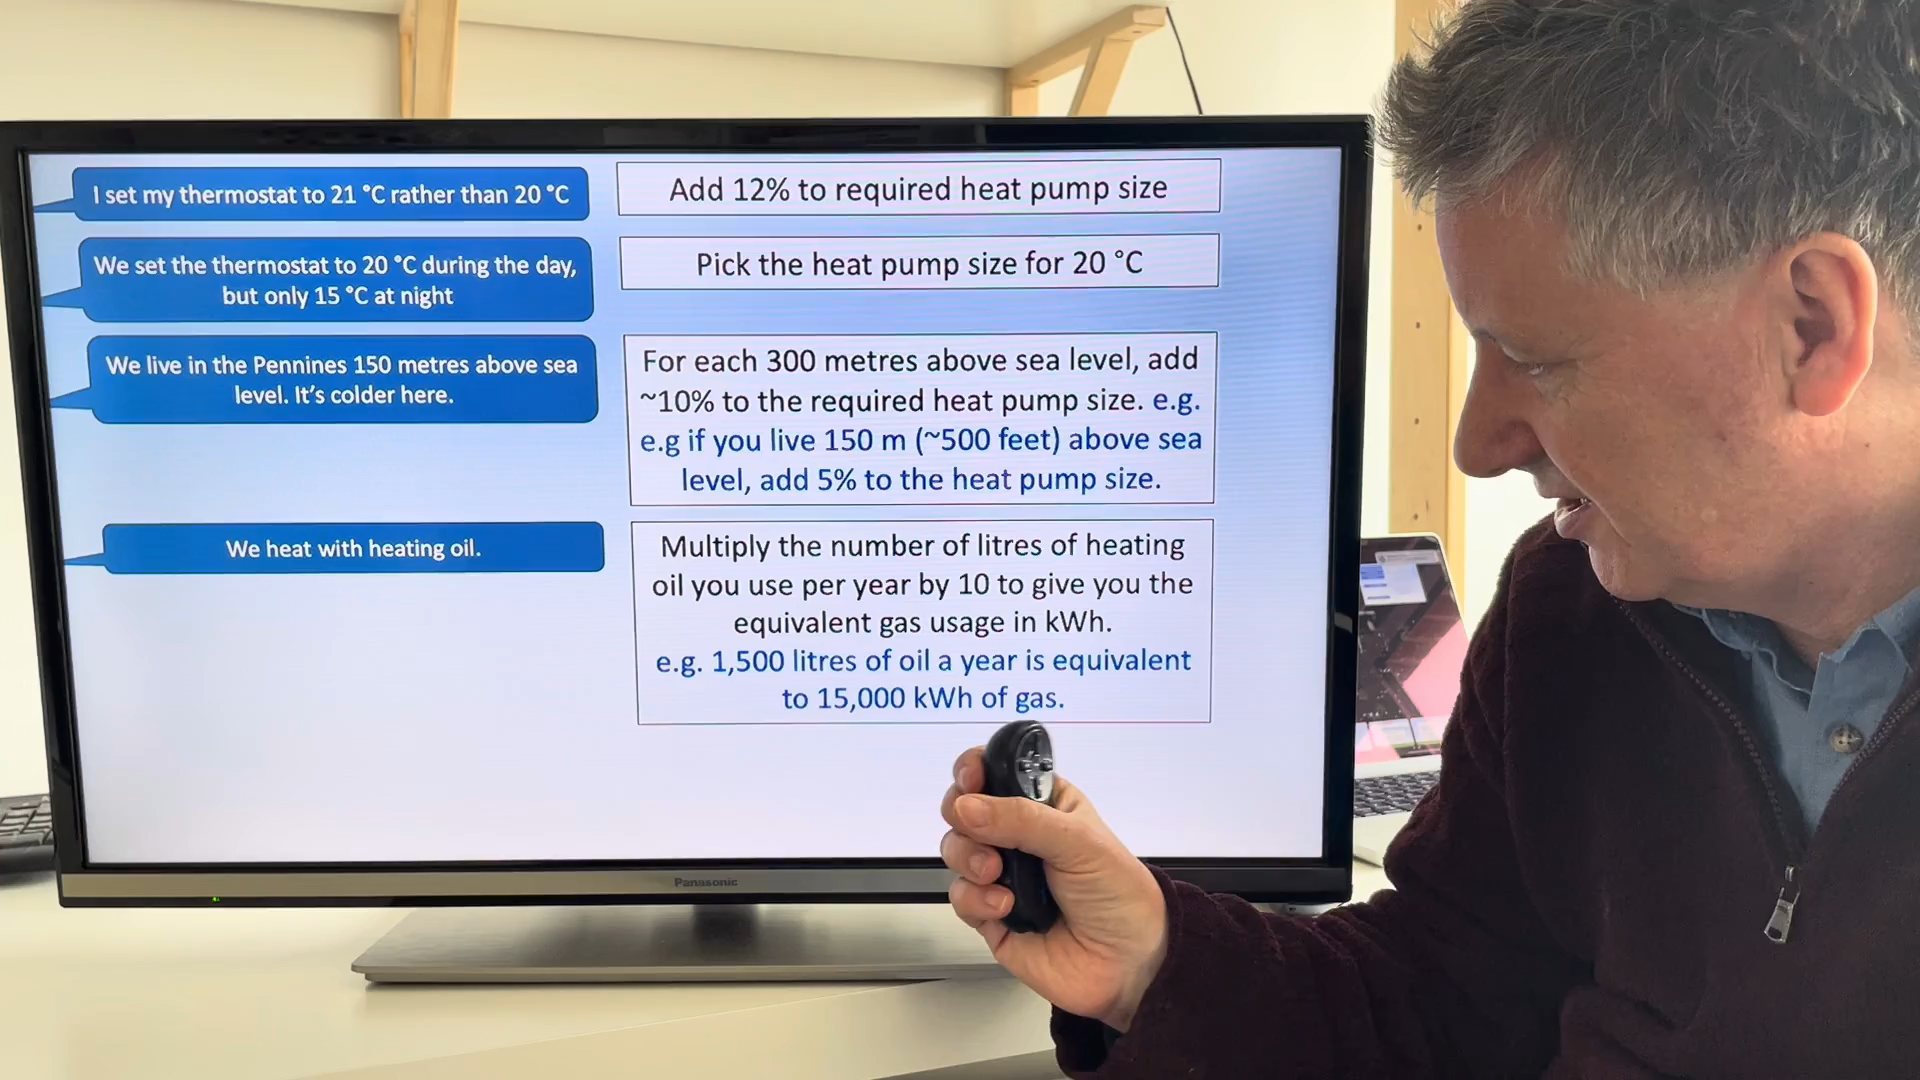 I set my thermostat to 21 °C rather than 20 °C
Add 12% to required heat pump size
We set the thermostat to 20 °C during the day,
but only 15 °C at night
Pick the heat pump size for 20 °C
We live in the Pennines 150 metres above sea
level. It's colder here.
For each 300 metres above sea level, add
~10% to the required heat pump size. e.g.
e.g if you live 150 m (~500 feet) above sea
level, add 5% to the heat pump size.
We heat with heating oil.
Multiply the number of litres of heating
oil you use per year by 10 to give you the
equivalent gas usage in kWh.
e.g. 1,500 litres of oil a year is equivalent
to 15,000 kWh of gas.
Panasonic